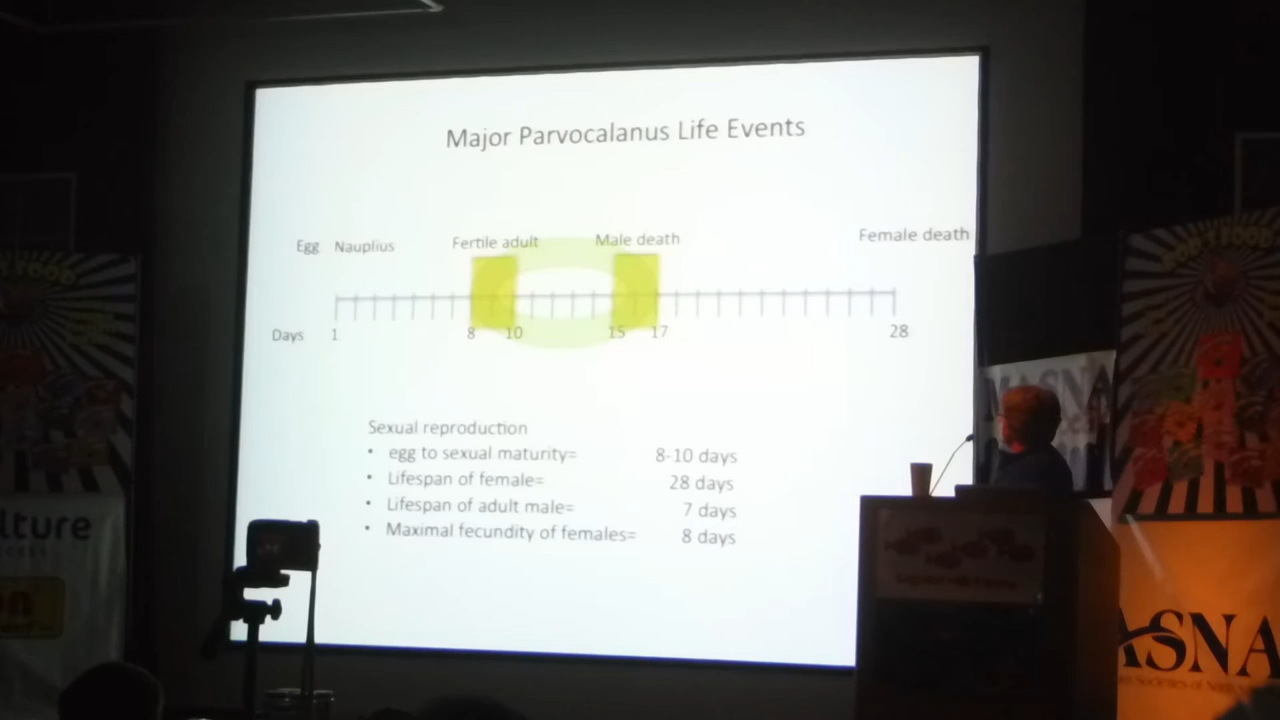 Major Parvocalanus Life Events
Egg Nauplius Fertile adult Male death Female death
Days 1 8 10 15 17 28
Sexual reproduction
• egg to sexual maturity= 8-10 days
• Lifespan of female= 28 days
• Lifespan of adult male= 7 days
• Maximal fecundity of females= 8 days
MASNA
lture
ASNA